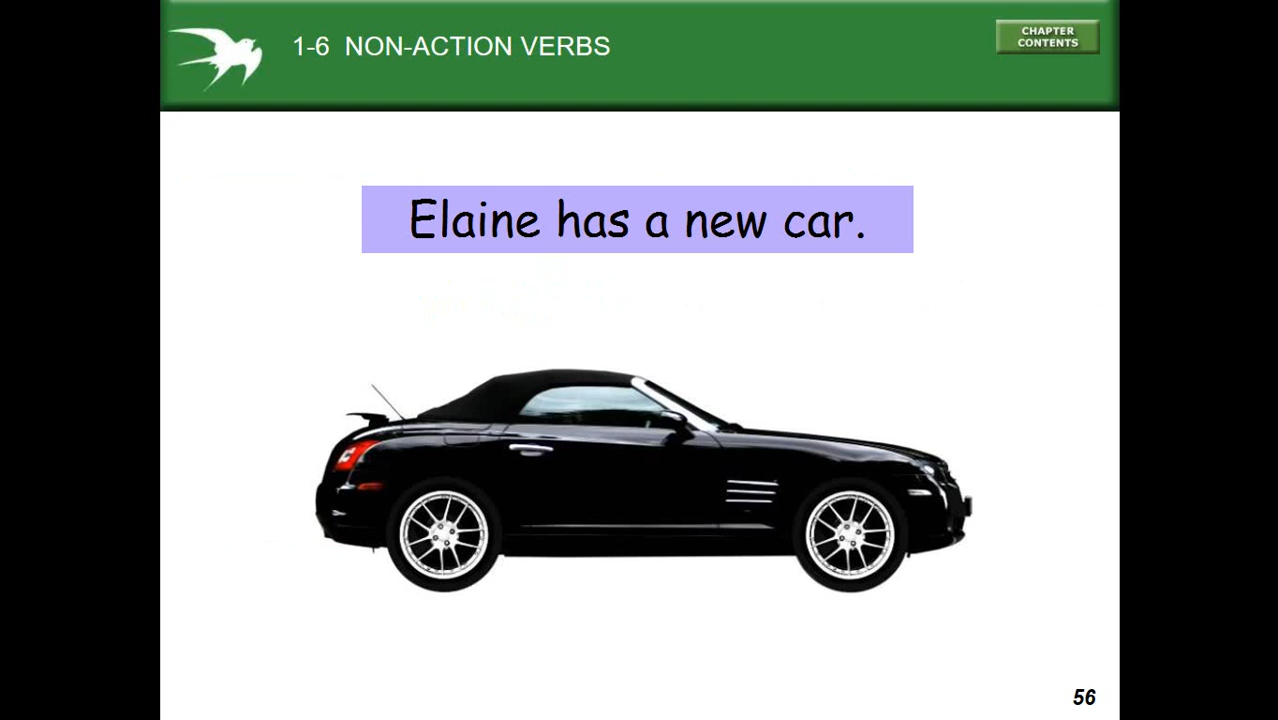 1-6 NON-ACTION VERBS
CHAPTER
CONTENTS
Elaine has a new car.
56